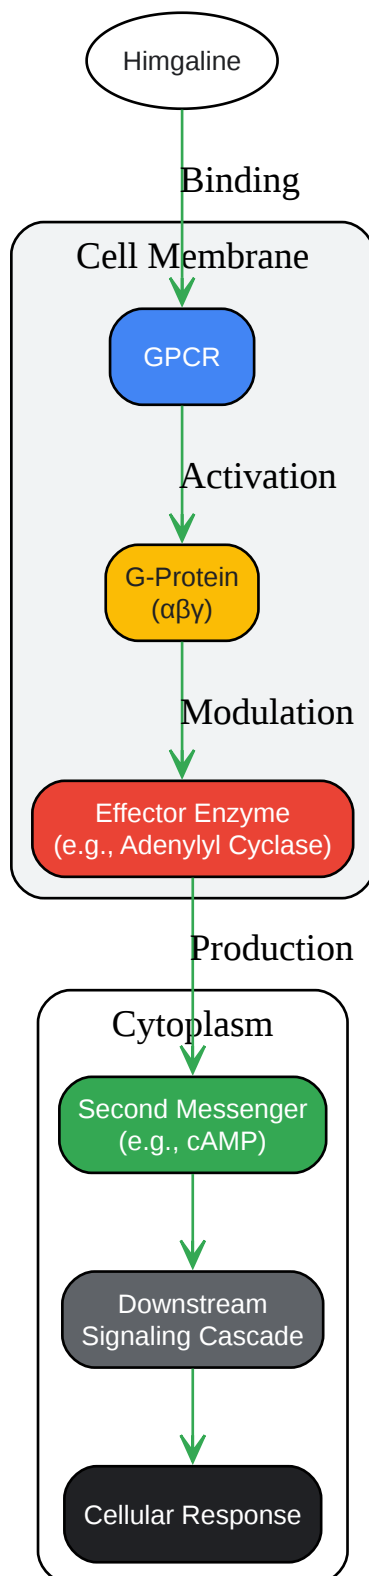 Himgaline
Binding
Cell Membrane
GPCR
Activation
G-Protein
(αβγ)
Modulation
Effector Enzyme
(e.g., Adenylyl Cyclase)
Production
Cytoplasm
Second Messenger
(e.g., cAMP)
Downstream
Signaling Cascade
Cellular Response